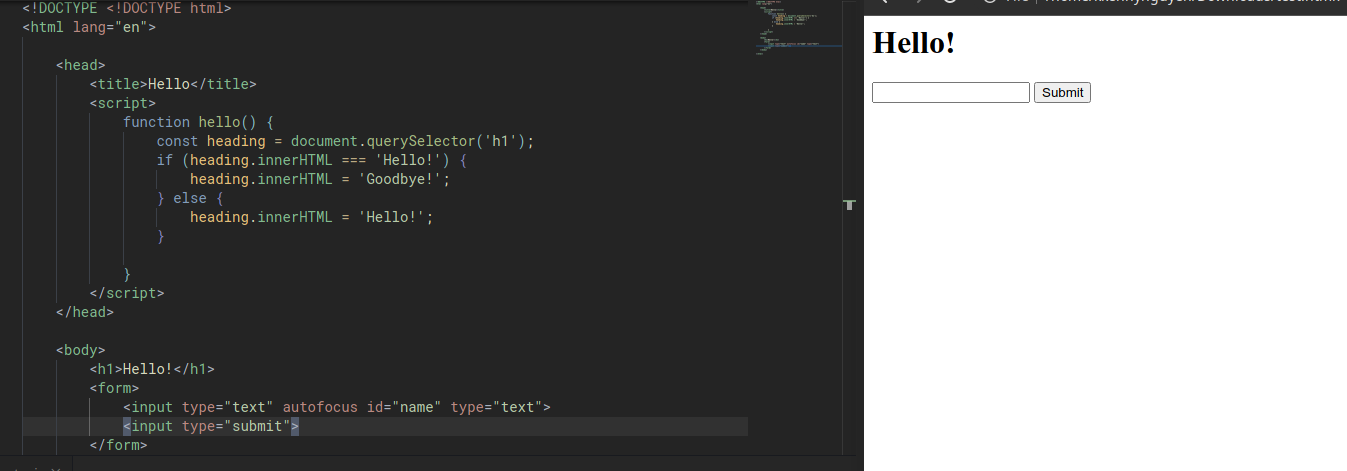 <!DOCTYPE <!DOCTYPE html>
<html lang="en">
<head>
<title>Hello</title>
<script>
function hello() {
const heading = document.querySelector('h1');
if (heading.innerHTML === 'Hello!') {
heading.innerHTML = 'Goodbye!';
} else {
heading.innerHTML = 'Hello!';
}
}
</script>
</head>
<body>
<h1>Hello!</h1>
<form>
<input type="text" autofocus id="name" type="text">
<input type="submit">
</form>
Hello!
Submit